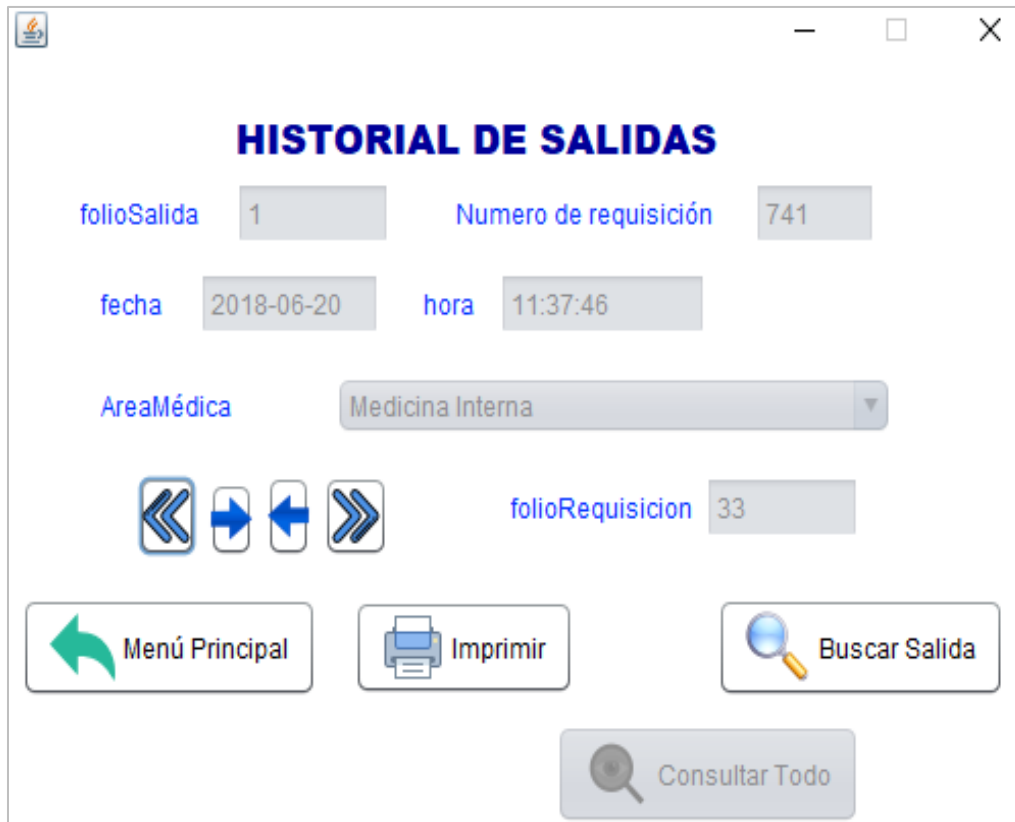 HISTORIAL DE SALIDAS
folioSalida 1 Numero de requisición 741
fecha 2018-06-20 hora 11:37:46
AreaMédica Medicina Interna
folioRequisicion 33
Menú Principal Imprimir Buscar Salida
Consultar Todo